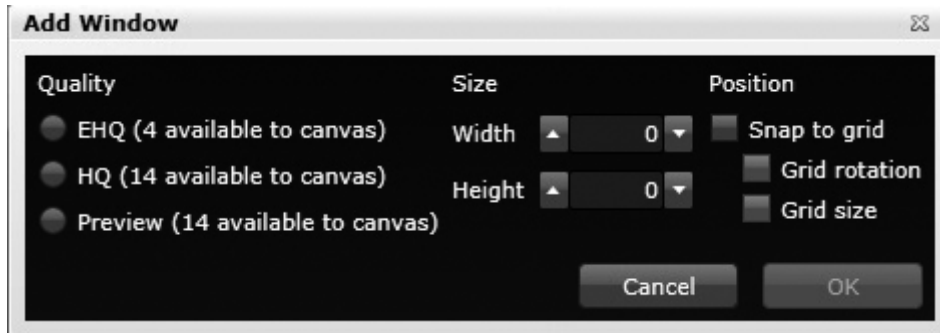 Add Window
Quality
EHQ (4 available to canvas)
HQ (14 available to canvas)
Preview (14 available to canvas)
Size
Width 0
Height 0
Position
Snap to grid
Grid rotation
Grid size
Cancel
OK